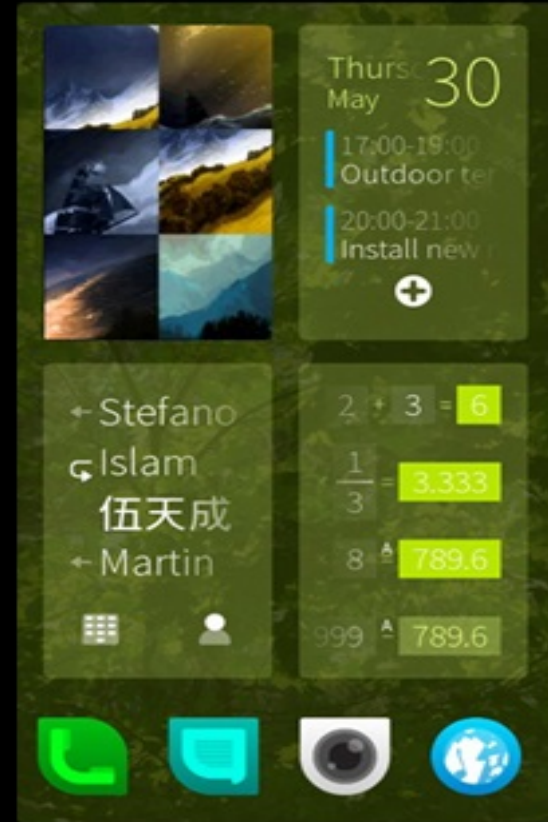 Thurs 30
May
17:00-19:00
Outdoor te
20:00-21:00
Install new
Stefano
Islam
伍天成
Martin
2 + 3 = 6
1
3
= 3.333
8 A= 789.6
999 A= 789.6